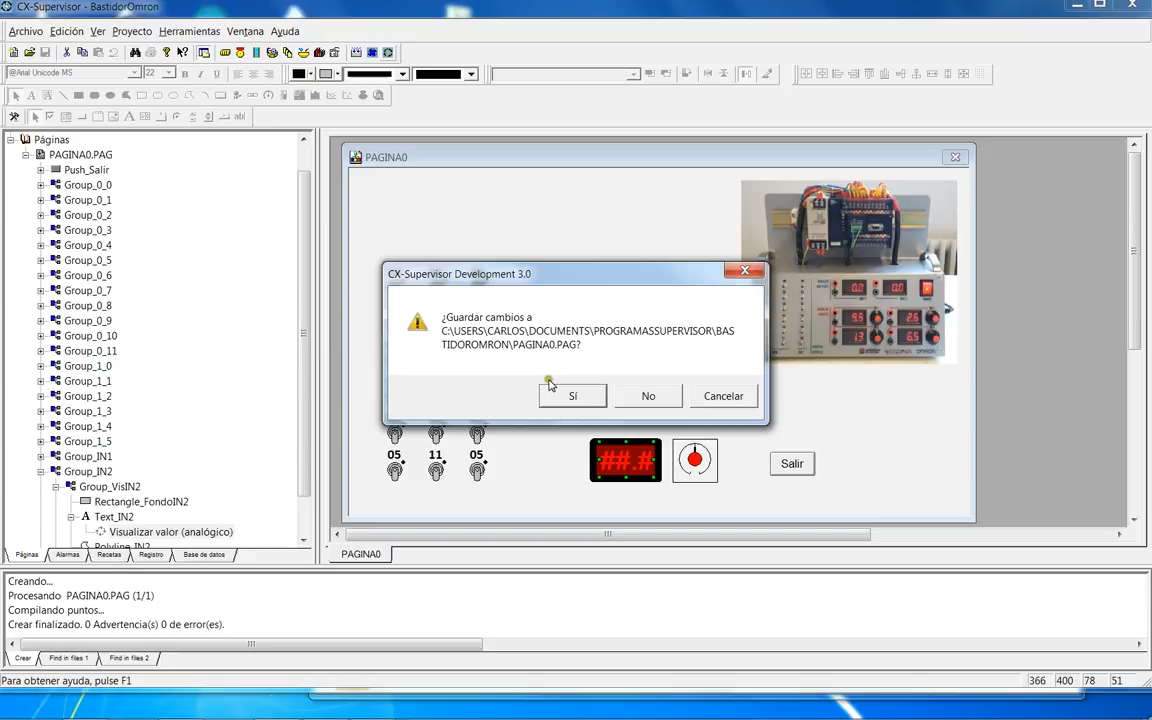 CX-Supervisor - BastidorOmron
Archivo Edición Ver Proyecto Herramientas Ventana Ayuda
@Arial Unicode MS 22 B I U
Páginas
PAGINA0.PAG
Push_Salir
Group_0_0
Group_0_1
Group_0_2
Group_0_3
Group_0_4
Group_0_5
Group_0_6
Group_0_7
Group_0_8
Group_0_9
Group_0_10
Group_0_11
Group_1_0
Group_1_1
Group_1_2
Group_1_3
Group_1_4
Group_1_5
Group_IN1
Group_IN2
Group_VisIN2
Rectangle_FondoIN2
A Text_IN2
Visualizar valor (analógico)
Polyline_IN2
Páginas Alarmas Recetas Registro Base de datos
PAGINA0
CX-Supervisor Development 3.0
¿Guardar cambios a
C:\USERS\CARLOS\DOCUMENTS\PROGRAMASSUPERVISOR\BAS
TIDOROMRON\PAGINA0.PAG?
Sí No Cancelar
05 11 05
##.#
Salir
PAGINA0
Creando...
Procesando PAGINA0.PAG (1/1)
Compilando puntos...
Crear finalizado. 0 Advertencia(s) 0 de error(es).
Crear Find in files 1 Find in files 2
Para obtener ayuda, pulse F1
366 400 78 51